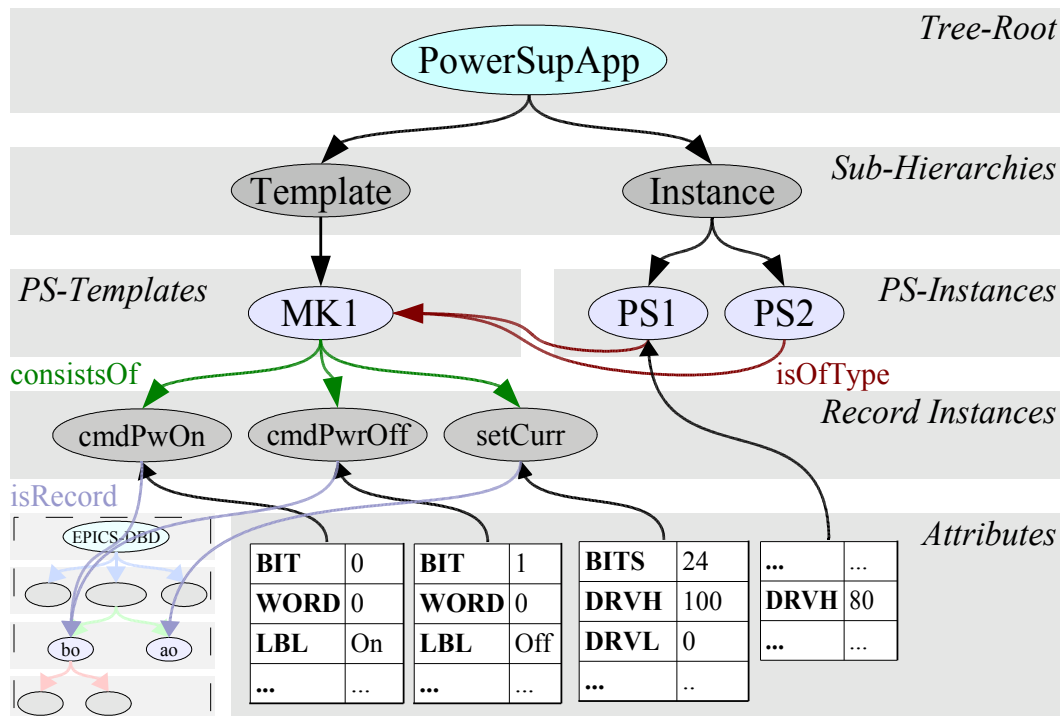 Tree-Root
PowerSupApp
Sub-Hierarchies
Template
Instance
PS-Templates
PS-Instances
MK1
PS1
PS2
consistsOf
isOfType
Record Instances
cmdPwOn
cmdPwrOff
setCurr
isRecord
Attributes
EPICS-DBD
bo
ao
BIT 0
WORD 0
LBL On
... ...
BIT 1
WORD 0
LBL Off
... ...
BITS 24
DRVH 100
DRVL 0
... ..
... ...
DRVH 80
... ...